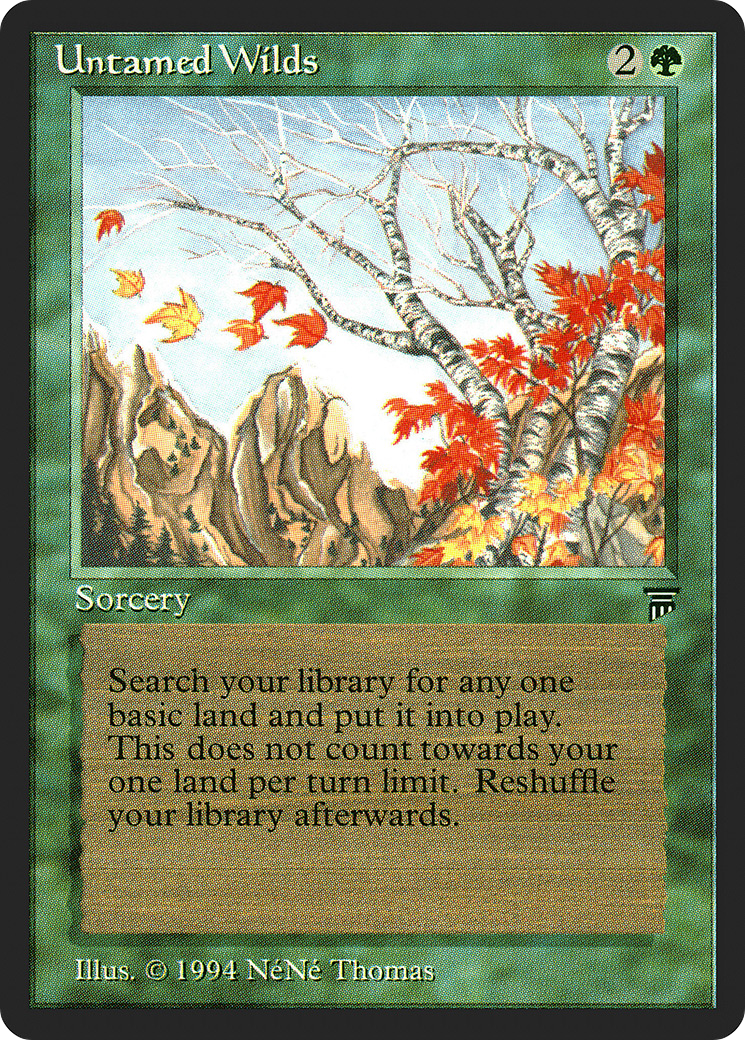 Untamed Wilds 2
Sorcery
Search your library for any one
basic land and put it into play.
This does not count towards your
one land per turn limit. Reshuffle
your library afterwards.
Illus. © 1994 NéNé Thomas